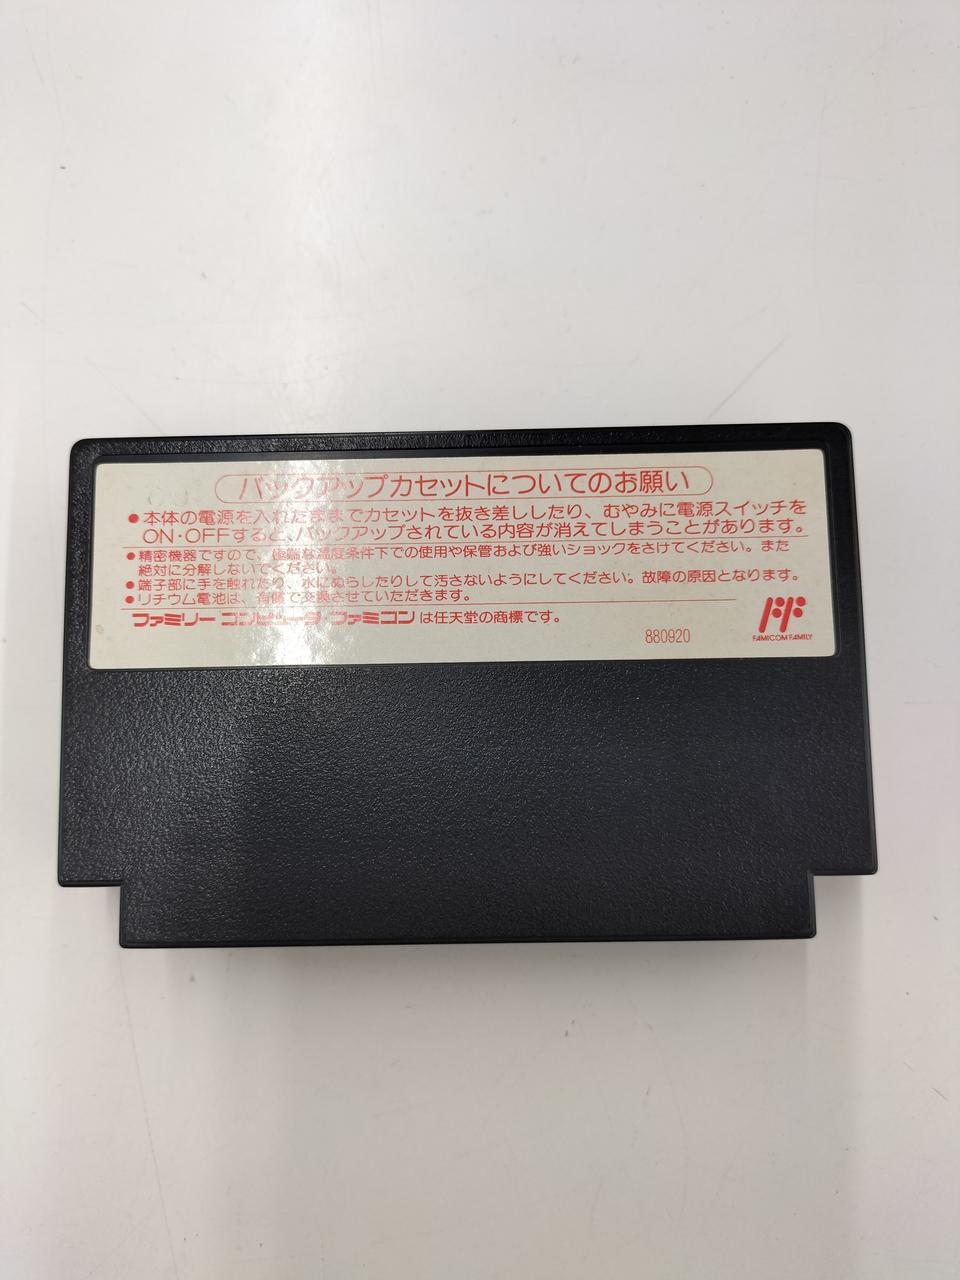 バックアップカセットについてのお願い
●本体の電源を入れたままでカセットを抜き差ししたり、むやみに電源スイッチを
ON・OFFすると、バックアップされている内容が消えてしまうことがあります。
●精密機器ですので、極端な温度条件下での使用や保管および強いショックをさけてください。また
絶対に分解しないでください。
●端子部に手を触れたり、水にぬらしたりして汚さないようにしてください。故障の原因となります。
●リチウム電池は、有償で交換させていただきます。
ファミリーコンピュータ ファミコンは任天堂の商標です。
880920
FAMICOM FAMILY